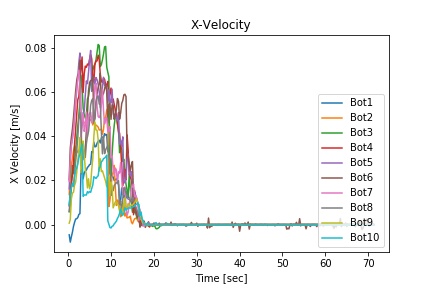 X-Velocity
X Velocity [m/s]
0.08
0.06
0.04
0.02
0.00
0 10 20 30 40 50 60 70
Time [sec]
Bot1
Bot2
Bot3
Bot4
Bot5
Bot6
Bot7
Bot8
Bot9
Bot10